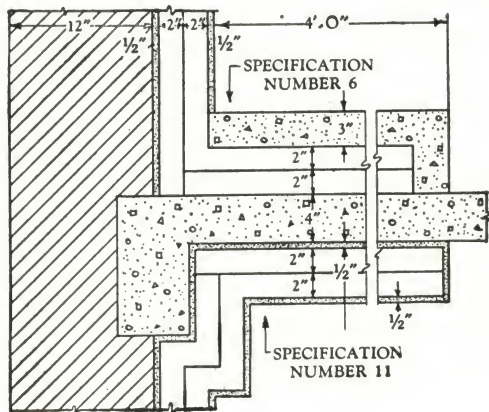 12" 2" 2" 4'.0"
½" ½"
SPECIFICATION
NUMBER 6
3"
2"
2"
4"
½"
2"
2"
½"
SPECIFICATION
NUMBER 11